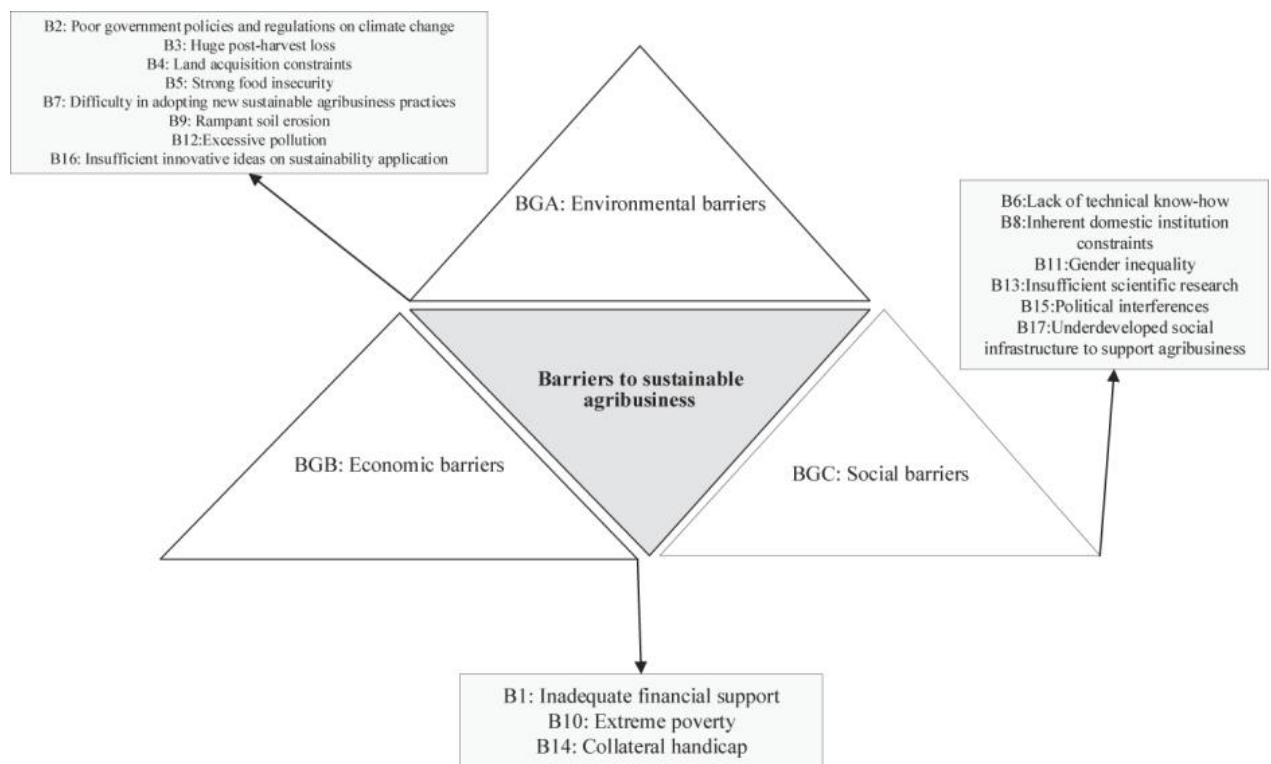 B2: Poor government policies and regulations on climate change
B3: Huge post-harvest loss
B4: Land acquisition constraints
B5: Strong food insecurity
B7: Difficulty in adopting new sustainable agribusiness practices
B9: Rampant soil erosion
B12:Excessive pollution
B16: Insufficient innovative ideas on sustainability application
BGA: Environmental barriers
B6:Lack of technical know-how
B8:Inherent domestic institution
constraints
B11:Gender inequality
B13:Insufficient scientific research
B15:Political interferences
B17:Underdeveloped social
infrastructure to support agribusiness
Barriers to sustainable
agribusiness
BGB: Economic barriers
BGC: Social barriers
B1: Inadequate financial support
B10: Extreme poverty
B14: Collateral handicap